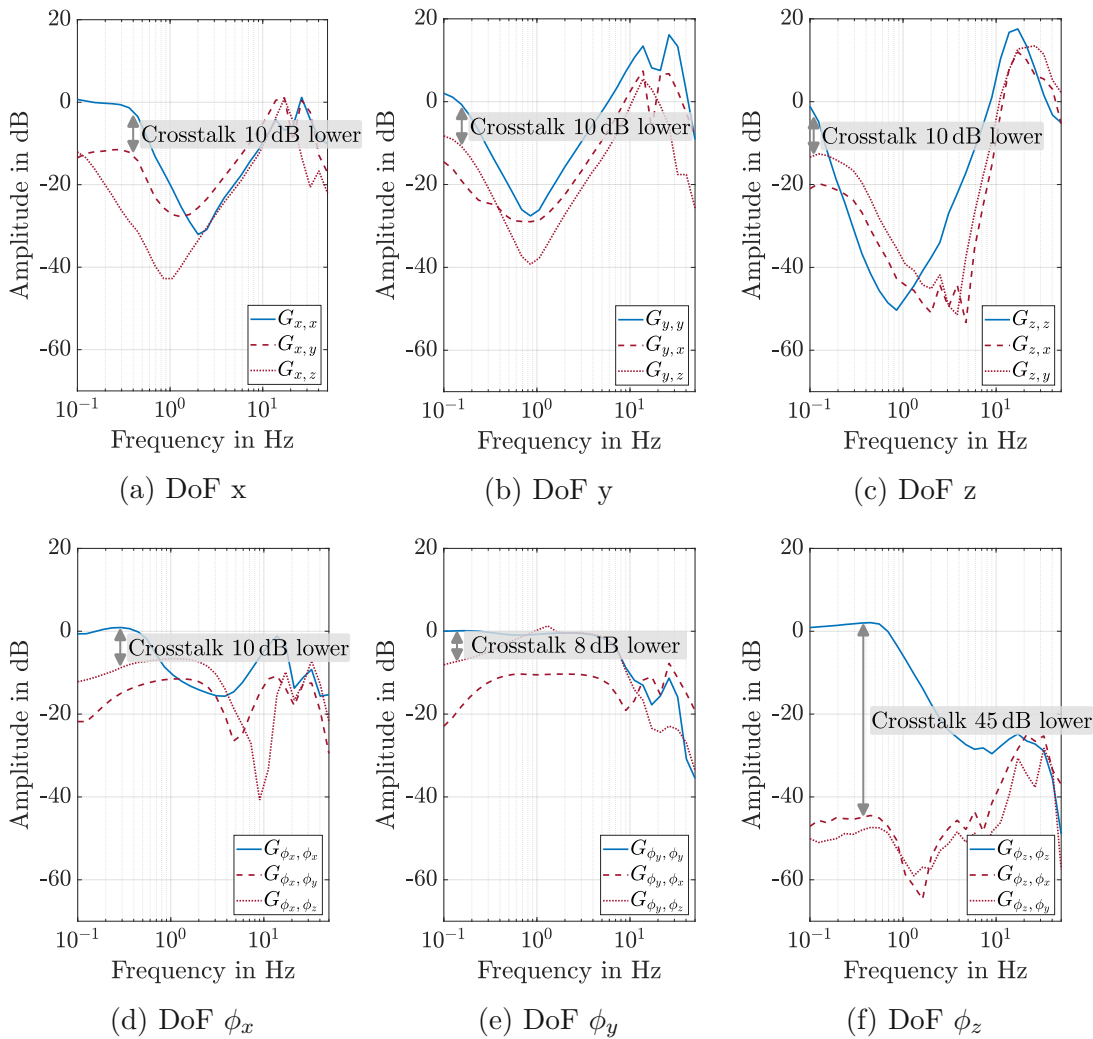 20
0
-20
-40
-60
Amplitude in dB
Crosstalk 10 dB lower
G_{x, x}
G_{x, y}
G_{x, z}
10^{-1}
10^{0}
10^{1}
Frequency in Hz
(a) DoF x
20
0
-20
-40
-60
Amplitude in dB
Crosstalk 10 dB lower
G_{y, y}
G_{y, x}
G_{y, z}
10^{-1}
10^{0}
10^{1}
Frequency in Hz
(b) DoF y
20
0
-20
-40
-60
Amplitude in dB
Crosstalk 10 dB lower
G_{z, z}
G_{z, x}
G_{z, y}
10^{-1}
10^{0}
10^{1}
Frequency in Hz
(c) DoF z
20
0
-20
-40
-60
Amplitude in dB
Crosstalk 10 dB lower
G_{ϕ_x, ϕ_x}
G_{ϕ_x, ϕ_y}
G_{ϕ_x, ϕ_z}
10^{-1}
10^{0}
10^{1}
Frequency in Hz
(d) DoF ϕ_x
20
0
-20
-40
-60
Amplitude in dB
Crosstalk 8 dB lower
G_{ϕ_y, ϕ_y}
G_{ϕ_y, ϕ_x}
G_{ϕ_y, ϕ_z}
10^{-1}
10^{0}
10^{1}
Frequency in Hz
(e) DoF ϕ_y
20
0
-20
-40
-60
Amplitude in dB
Crosstalk 45 dB lower
G_{ϕ_z, ϕ_z}
G_{ϕ_z, ϕ_x}
G_{ϕ_z, ϕ_y}
10^{-1}
10^{0}
10^{1}
Frequency in Hz
(f) DoF ϕ_z